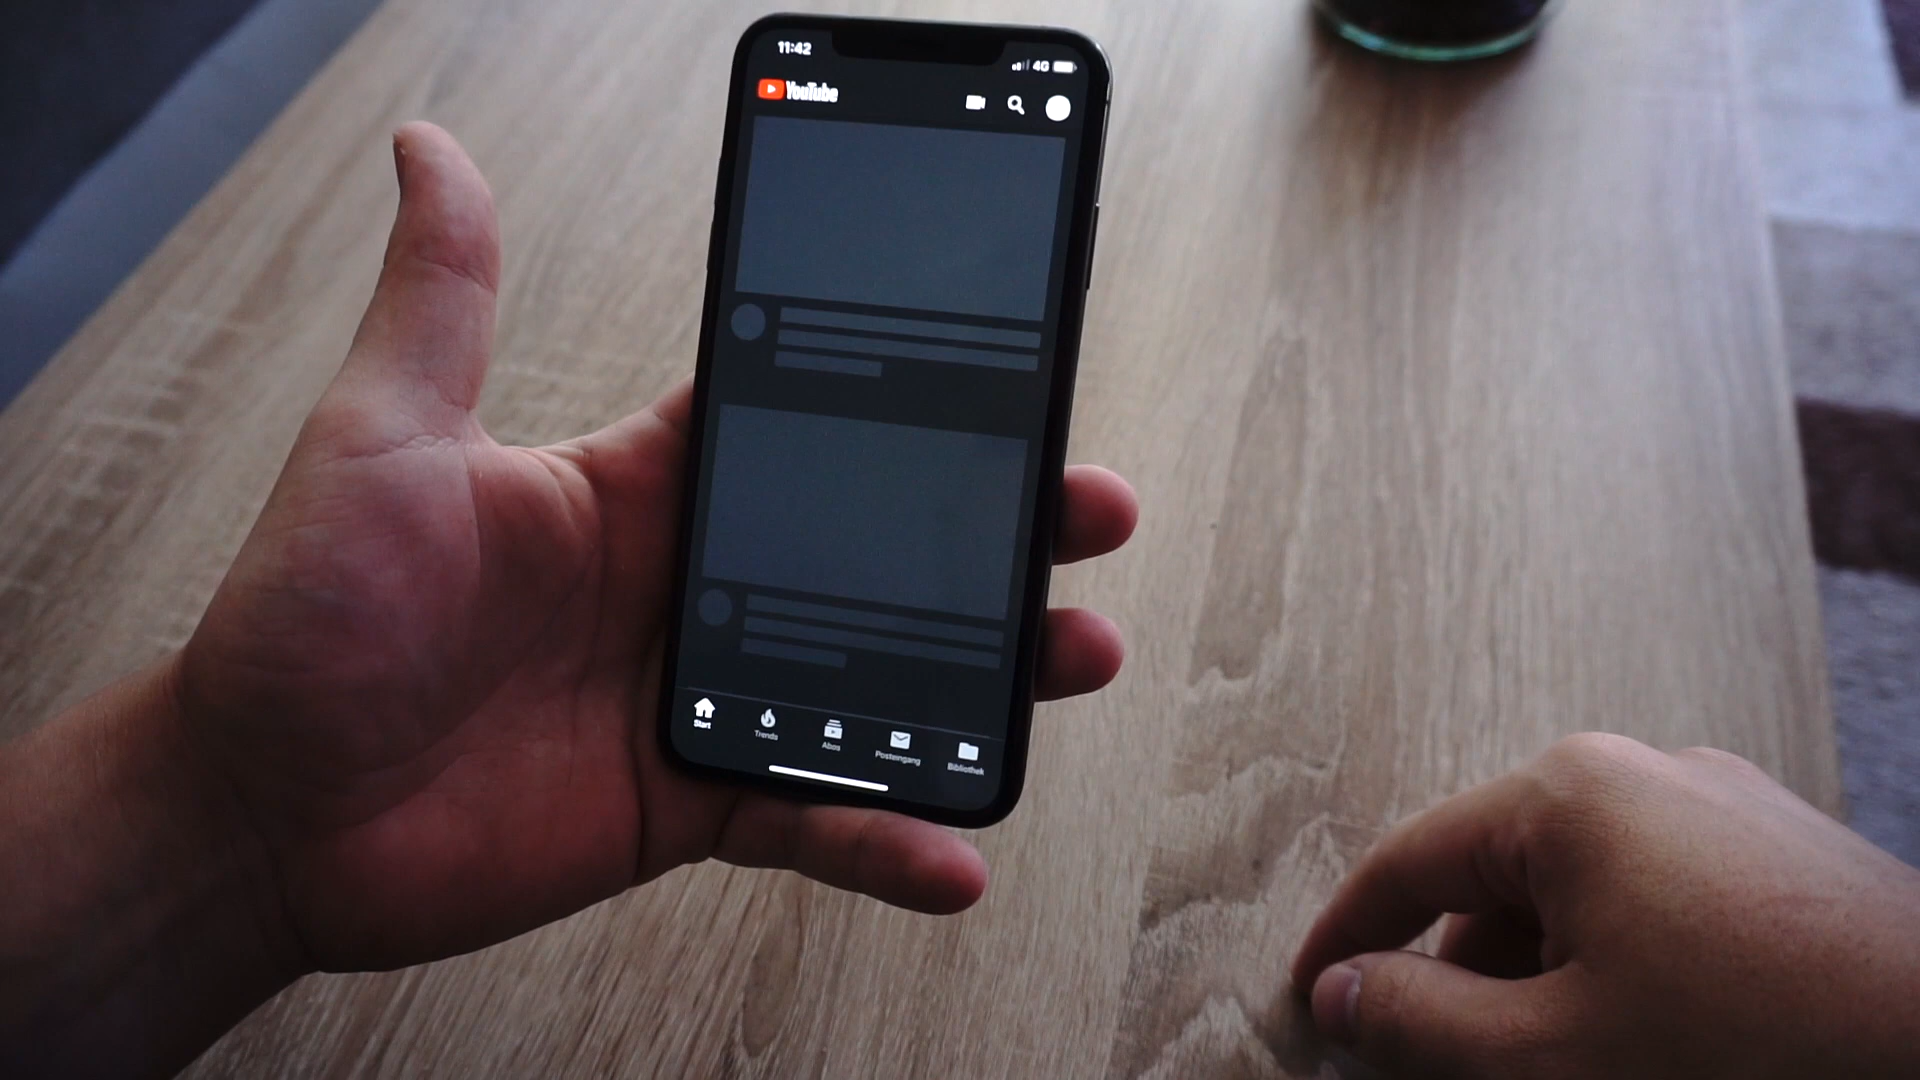 11:42
4G
YouTube
Start
Trends
Abos
Posteingang
Bibliothek